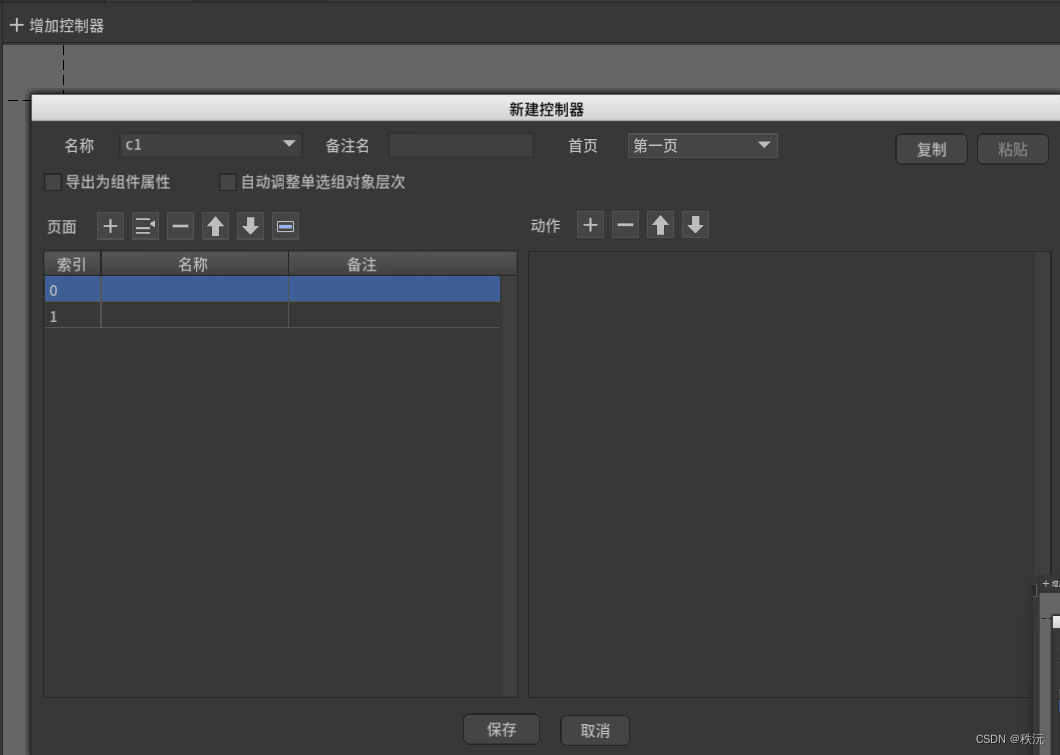 增加控制器
新建控制器
名称 c1 备注名 首页 第一页 复制 粘贴
导出为组件属性 自动调整单选组对象层次
页面 动作
索引 名称 备注
0
1
保存 取消
CSDN @秩沅